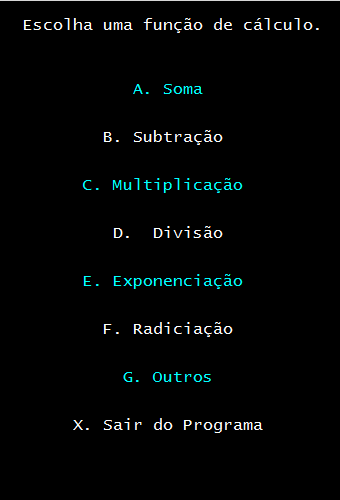 Escolha uma função de cálculo.
A. Soma
B. Subtração
C. Multiplicação
D.  Divisão
E. Exponenciação
F. Radiciação
G. Outros
X. Sair do Programa